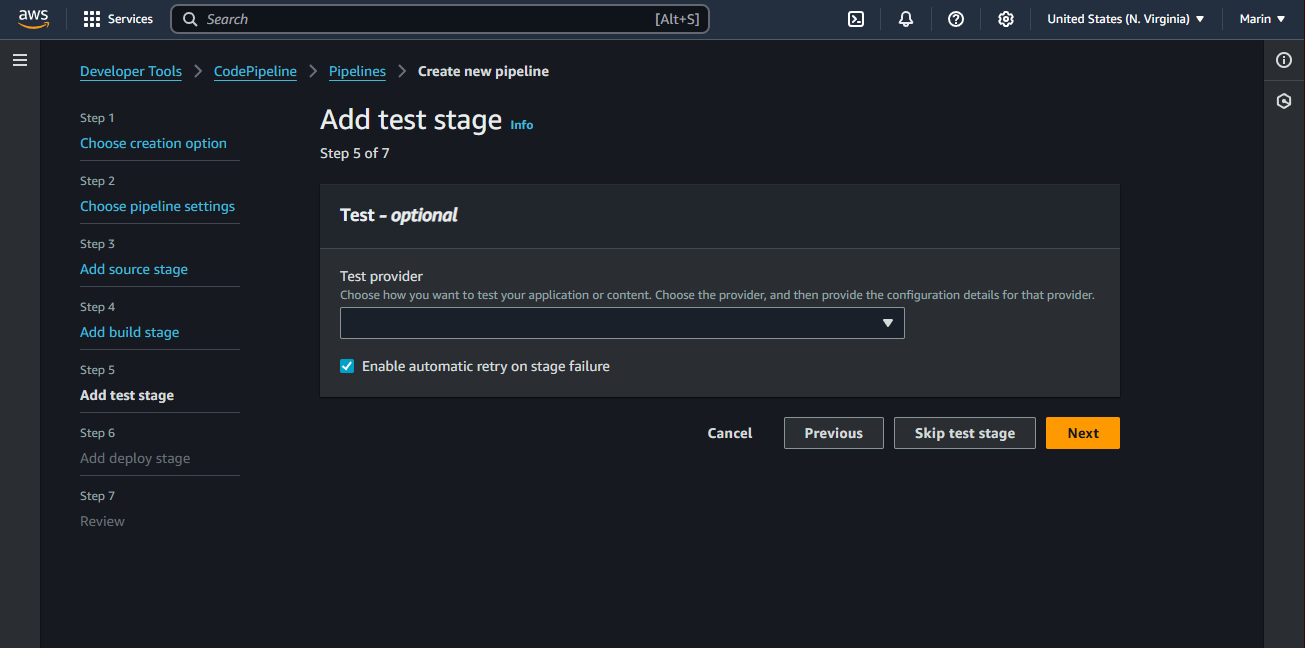 aws Services Search [Alt+S] United States (N. Virginia) Marin
Developer Tools CodePipeline Pipelines Create new pipeline
Step 1
Choose creation option
Step 2
Choose pipeline settings
Step 3
Add source stage
Step 4
Add build stage
Step 5
Add test stage
Step 6
Add deploy stage
Step 7
Review
Add test stage Info
Step 5 of 7
Test - optional
Test provider
Choose how you want to test your application or content. Choose the provider, and then provide the configuration details for that provider.
Enable automatic retry on stage failure
Cancel Previous Skip test stage Next